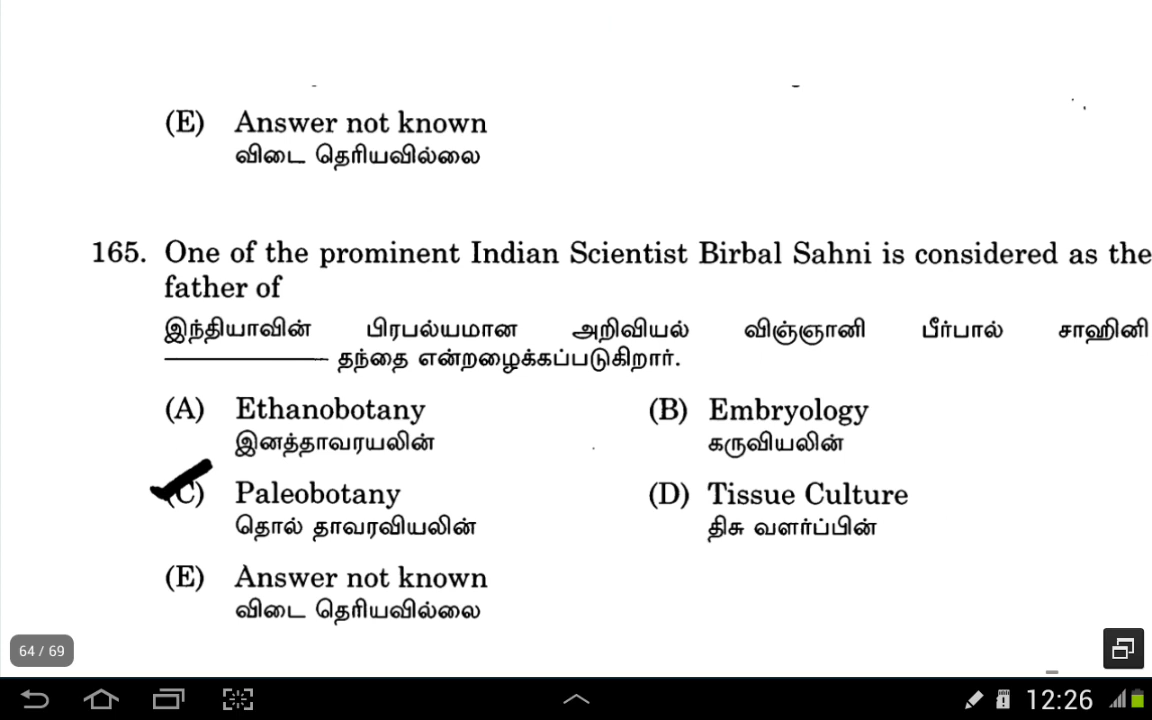 (E) Answer not known
விடை தெரியவில்லை
165. One of the prominent Indian Scientist Birbal Sahni is considered as the
father of
இந்தியாவின் பிரபல்யமான அறிவியல் விஞ்ஞானி பீர்பால் சாஹினி
____________ தந்தை என்றழைக்கப்படுகிறார்.
(A) Ethanobotany (B) Embryology
இனத்தாவரயலின் கருவியலின்
(C) Paleobotany (D) Tissue Culture
தொல் தாவரவியலின் திசு வளர்ப்பின்
(E) Answer not known
விடை தெரியவில்லை
64 / 69
12:26